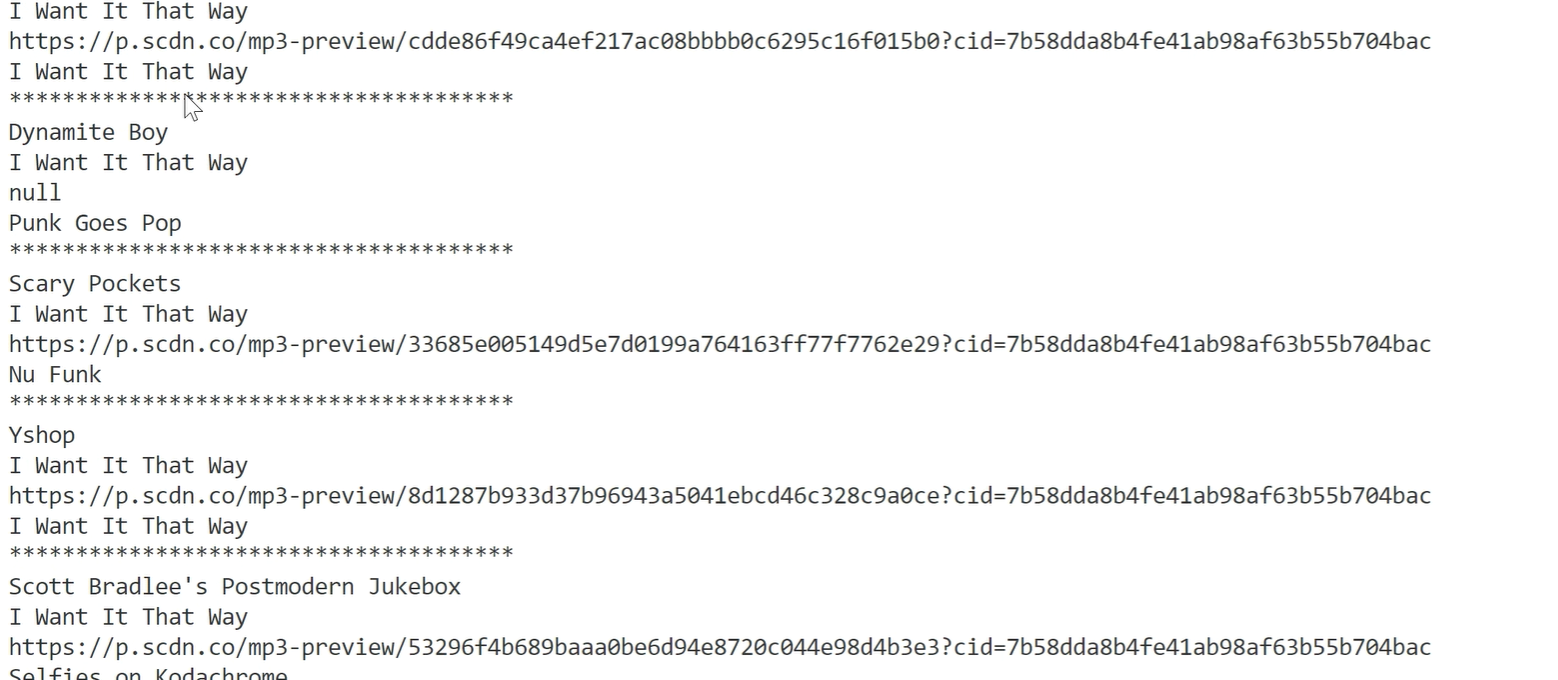 I Want It That Way
https://p.scdn.co/mp3-preview/cdde86f49ca4ef217ac08bbbb0c6295c16f015b0?cid=7b58dda8b4fe41ab98af63b55b704bac
I Want It That Way
**************************************
Dynamite Boy
I Want It That Way
null
Punk Goes Pop
**************************************
Scary Pockets
I Want It That Way
https://p.scdn.co/mp3-preview/33685e005149d5e7d0199a764163ff77f7762e29?cid=7b58dda8b4fe41ab98af63b55b704bac
Nu Funk
**************************************
Yshop
I Want It That Way
https://p.scdn.co/mp3-preview/8d1287b933d37b96943a5041ebcd46c328c9a0ce?cid=7b58dda8b4fe41ab98af63b55b704bac
I Want It That Way
**************************************
Scott Bradlee's Postmodern Jukebox
I Want It That Way
https://p.scdn.co/mp3-preview/53296f4b689baaa0be6d94e8720c044e98d4b3e3?cid=7b58dda8b4fe41ab98af63b55b704bac
Selfies on Kodachrome